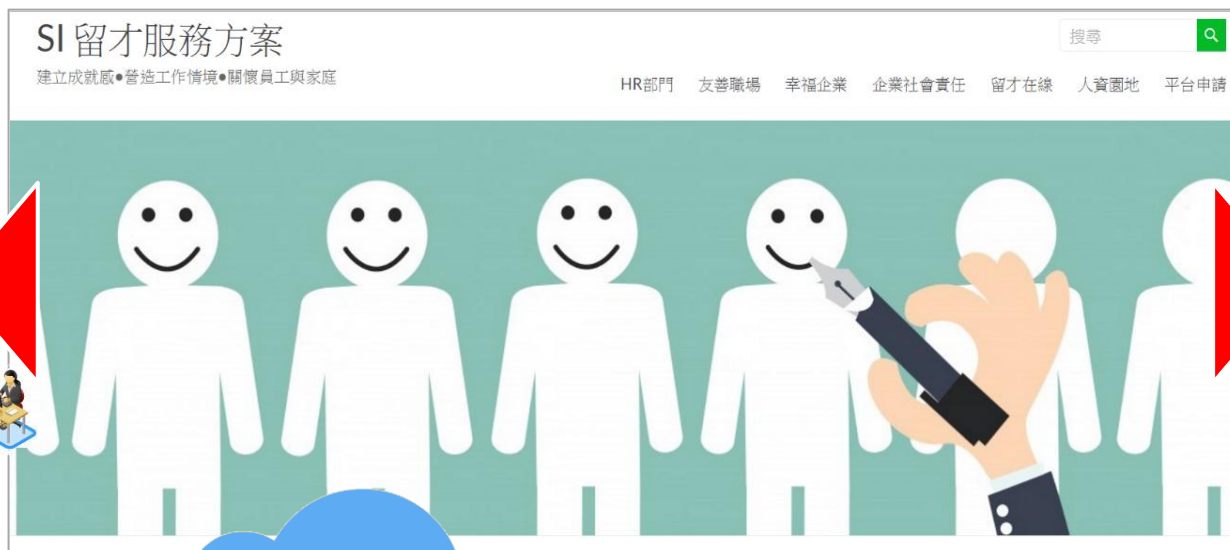 SI 留才服務方案
搜尋
建立成就感●營造工作情境●關懷員工與家庭
HR部門 友善職場 幸福企業 企業社會責任 留才在線 人資園地 平台申請